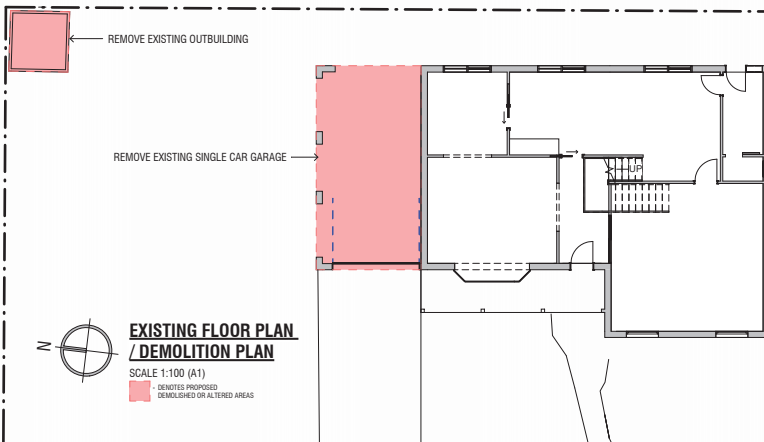 REMOVE EXISTING OUTBUILDING
REMOVE EXISTING SINGLE CAR GARAGE
UP
N
EXISTING FLOOR PLAN
/ DEMOLITION PLAN
SCALE 1:100 (A1)
- DENOTES PROPOSED
DEMOLISHED OR ALTERED AREAS